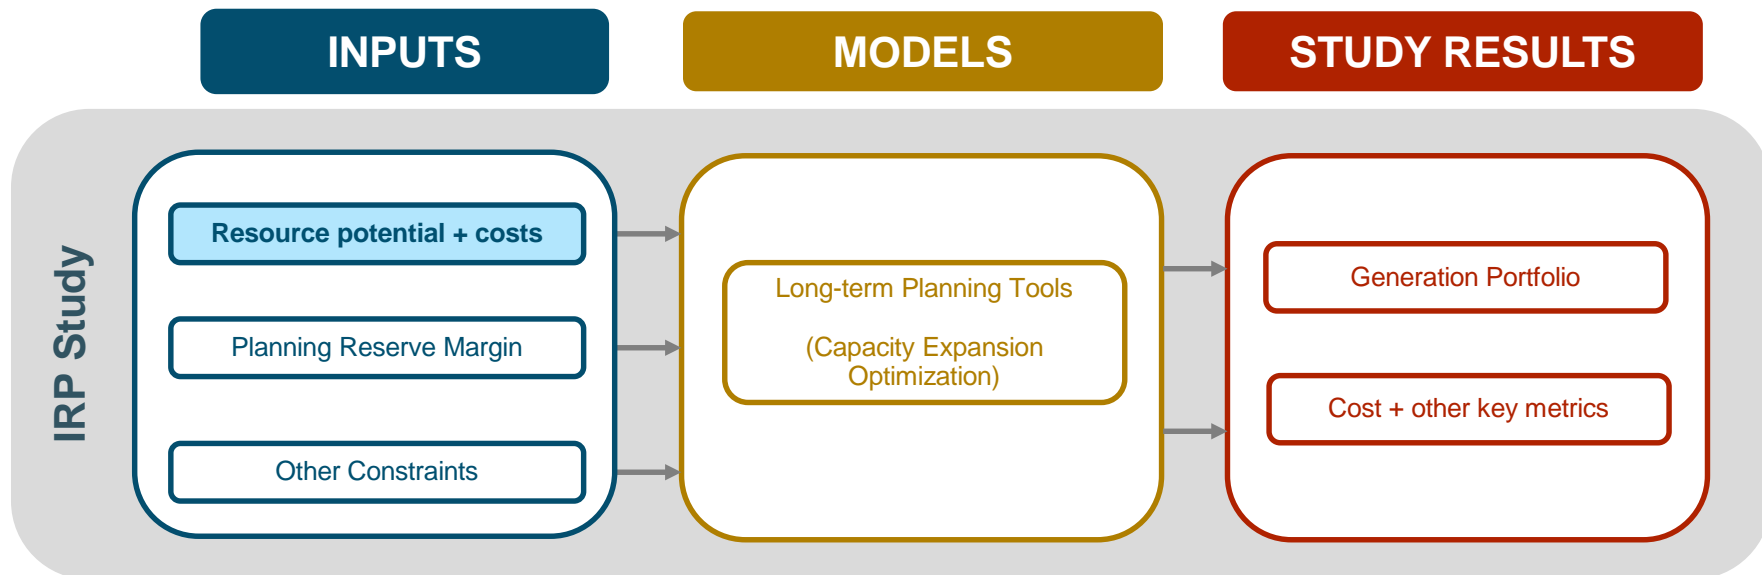 INPUTS
MODELS
STUDY RESULTS
IRP Study
Resource potential + costs
Planning Reserve Margin
Other Constraints
Long-term Planning Tools
(Capacity Expansion
Optimization)
Generation Portfolio
Cost + other key metrics